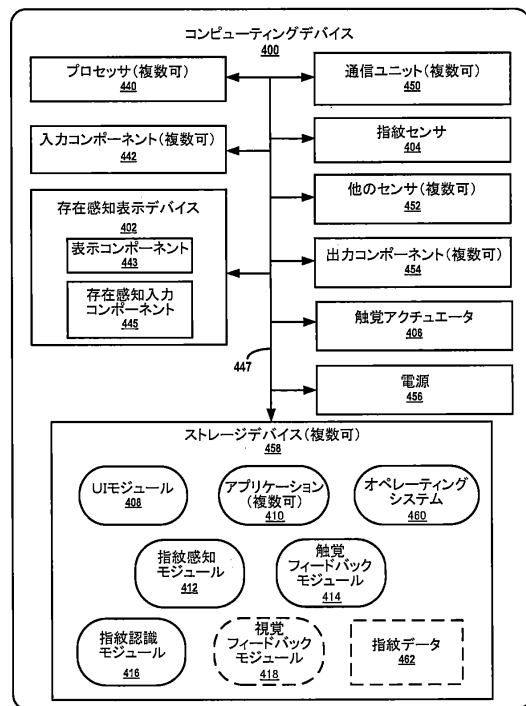 コンピューティングデバイス
400
プロセッサ(複数可)
440
通信ユニット(複数可)
450
入力コンポーネント(複数可)
442
指紋センサ
404
存在感知表示デバイス
402
他のセンサ(複数可)
452
表示コンポーネント
443
出力コンポーネント(複数可)
454
存在感知入力
コンポーネント
445
触覚アクチュエータ
406
447
電源
456
ストレージデバイス(複数可)
458
UIモジュール
408
アプリケーション
(複数可)
410
オペレーティング
システム
460
指紋感知
モジュール
412
触覚
フィードバック
モジュール
414
指紋認識
モジュール
416
視覚
フィードバック
モジュール
418
指紋データ
462